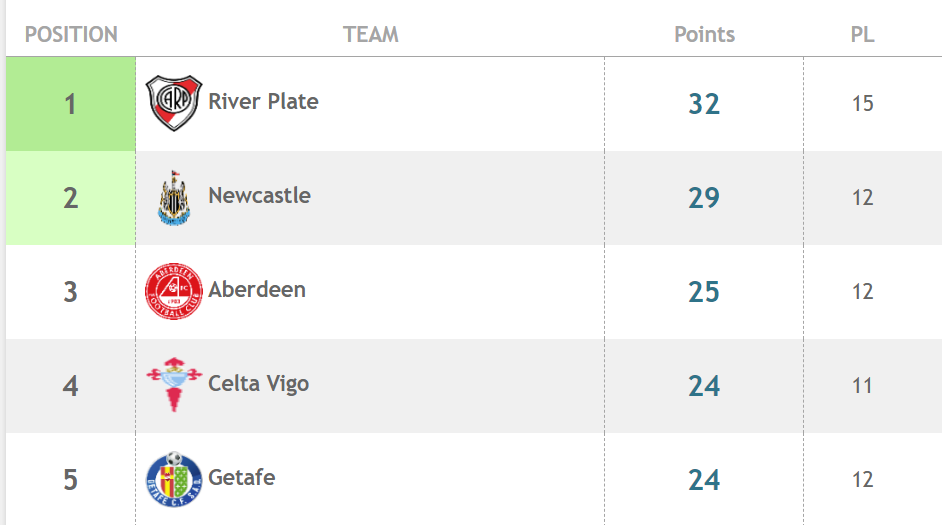 POSITION TEAM Points PL
1 CARP River Plate 32 15
2 Newcastle 29 12
3 ABERDEEN FOOTBALL CLUB FC 1903 Aberdeen 25 12
4 Celta Vigo 24 11
5 GETAFE C.F. S.A.D. Getafe 24 12